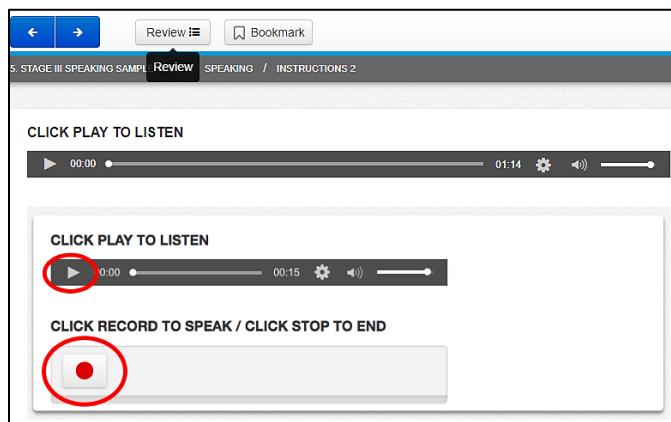 Review Bookmark
Review
5. STAGE III SPEAKING SAMPL SPEAKING / INSTRUCTIONS 2
CLICK PLAY TO LISTEN
00:00 01:14
CLICK PLAY TO LISTEN
0:00 00:15
CLICK RECORD TO SPEAK / CLICK STOP TO END